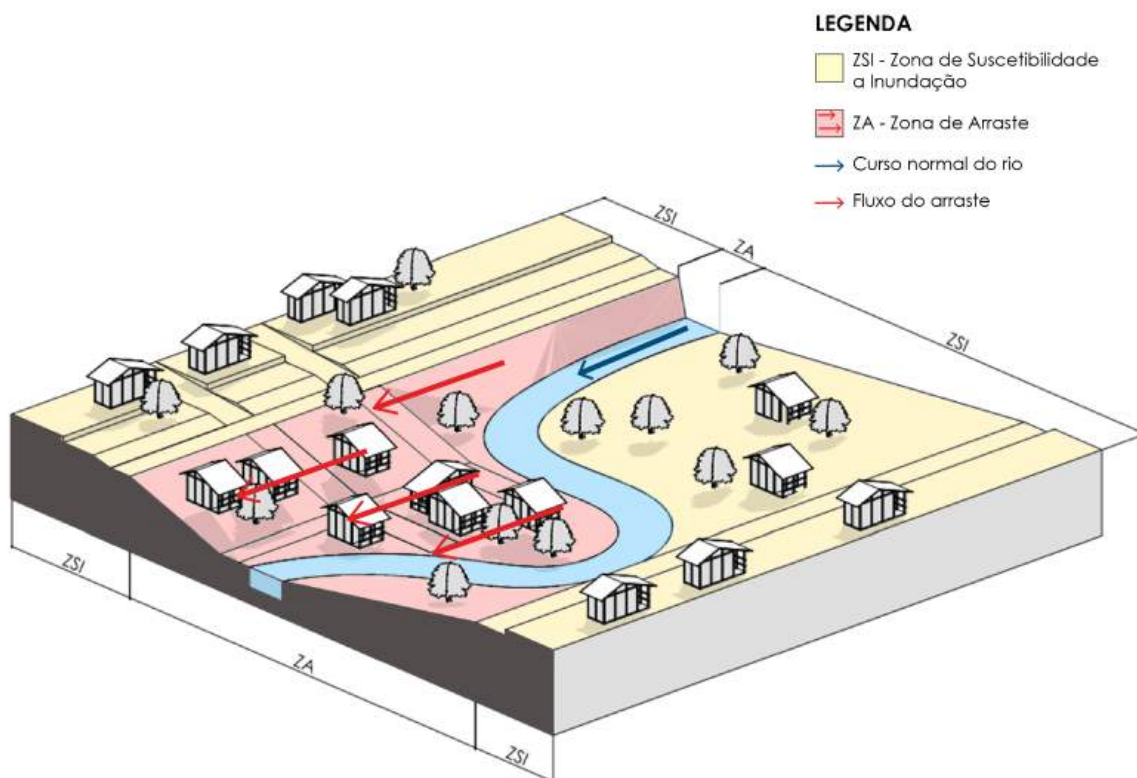 LEGENDA
ZSI - Zona de Suscetibilidade
a Inundação
ZA - Zona de Arraste
Curso normal do rio
Fluxo do arraste
ZSI
ZA
ZSI
ZSI
ZA
ZSI